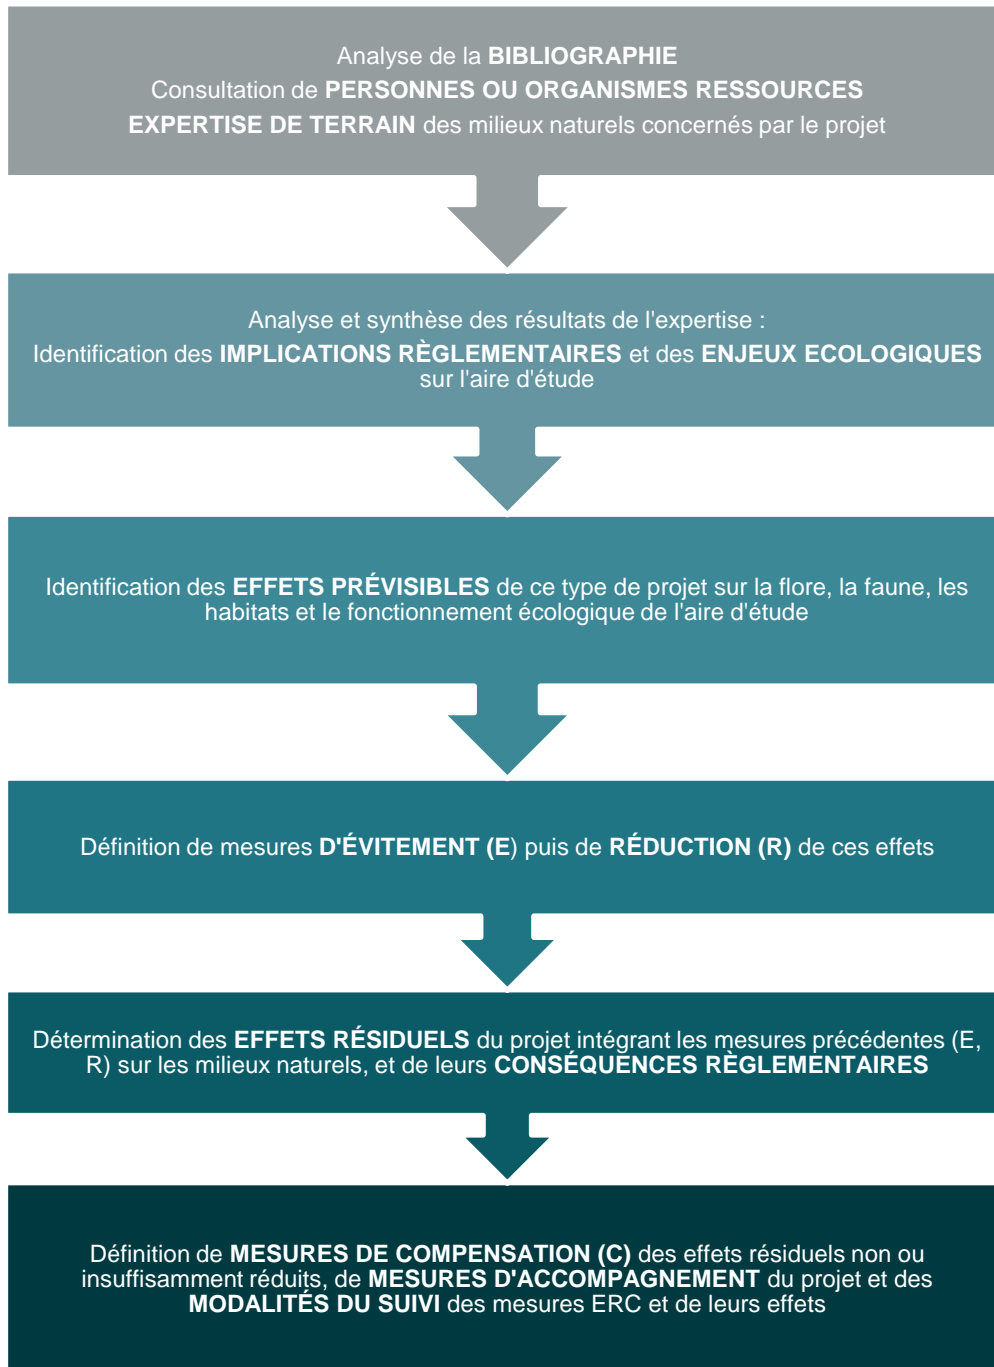 Analyse de la BIBLIOGRAPHIE
Consultation de PERSONNES OU ORGANISMES RESSOURCES
EXPERTISE DE TERRAIN des milieux naturels concernés par le projet
Analyse et synthèse des résultats de l'expertise :
Identification des IMPLICATIONS RÈGLEMENTAIRES et des ENJEUX ECOLOGIQUES
sur l'aire d'étude
Identification des EFFETS PRÉVISIBLES de ce type de projet sur la flore, la faune, les
habitats et le fonctionnement écologique de l'aire d'étude
Définition de mesures D'ÉVITEMENT (E) puis de RÉDUCTION (R) de ces effets
Détermination des EFFETS RÉSIDUELS du projet intégrant les mesures précédentes (E,
R) sur les milieux naturels, et de leurs CONSÉQUENCES RÈGLEMENTAIRES
Définition de MESURES DE COMPENSATION (C) des effets résiduels non ou
insuffisamment réduits, de MESURES D'ACCOMPAGNEMENT du projet et des
MODALITÉS DU SUIVI des mesures ERC et de leurs effets